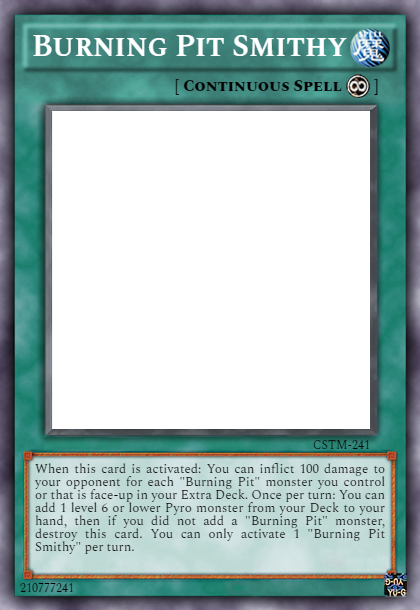 Burning Pit Smithy 魔
[ Continuous Spell ]
CSTM-241
When this card is activated: You can inflict 100 damage to
your opponent for each "Burning Pit" monster you control
or that is face-up in your Extra Deck. Once per turn: You can
add 1 level 6 or lower Pyro monster from your Deck to your
hand, then if you did not add a "Burning Pit" monster,
destroy this card. You can only activate 1 "Burning Pit
Smithy" per turn.
210777241